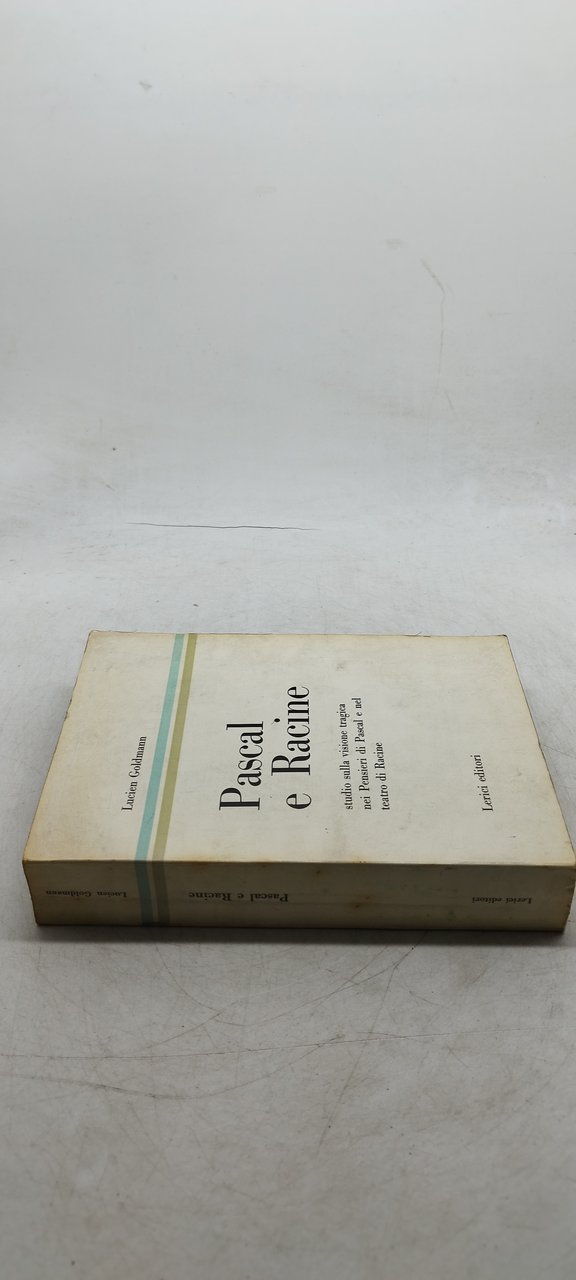 Lucien Goldmann
Pascal
e Racine
studio sulla visione tragica
nei Pensieri di Pascal e nel
teatro di Racine
Lerici editori
Lucien Goldmann
Pascal e Racine
Lerici editori